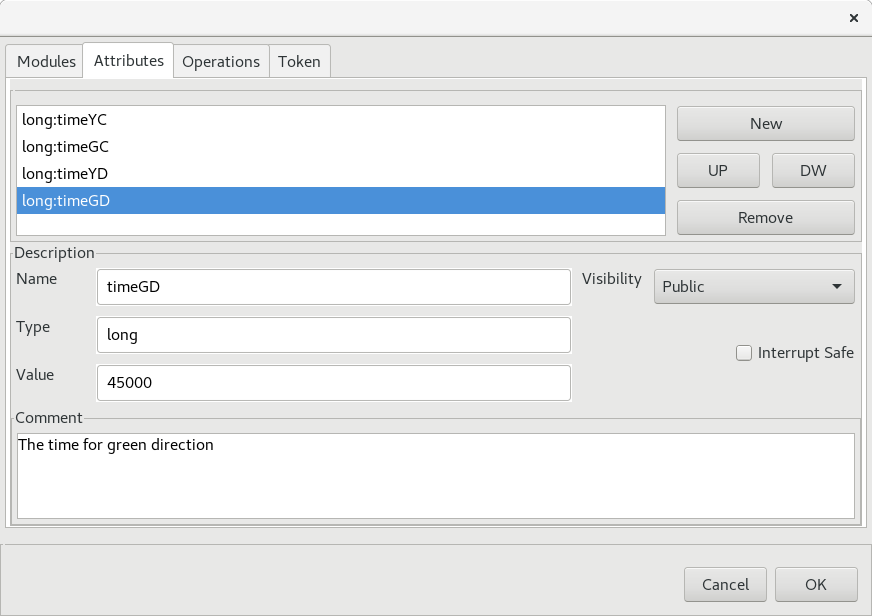 Modules Attributes Operations Token
long:timeYC
long:timeGC
long:timeYD
long:timeGD
New
UP DW
Remove
Description
Name timeGD Visibility Public
Type long
Interrupt Safe
Value 45000
Comment
The time for green direction
Cancel OK